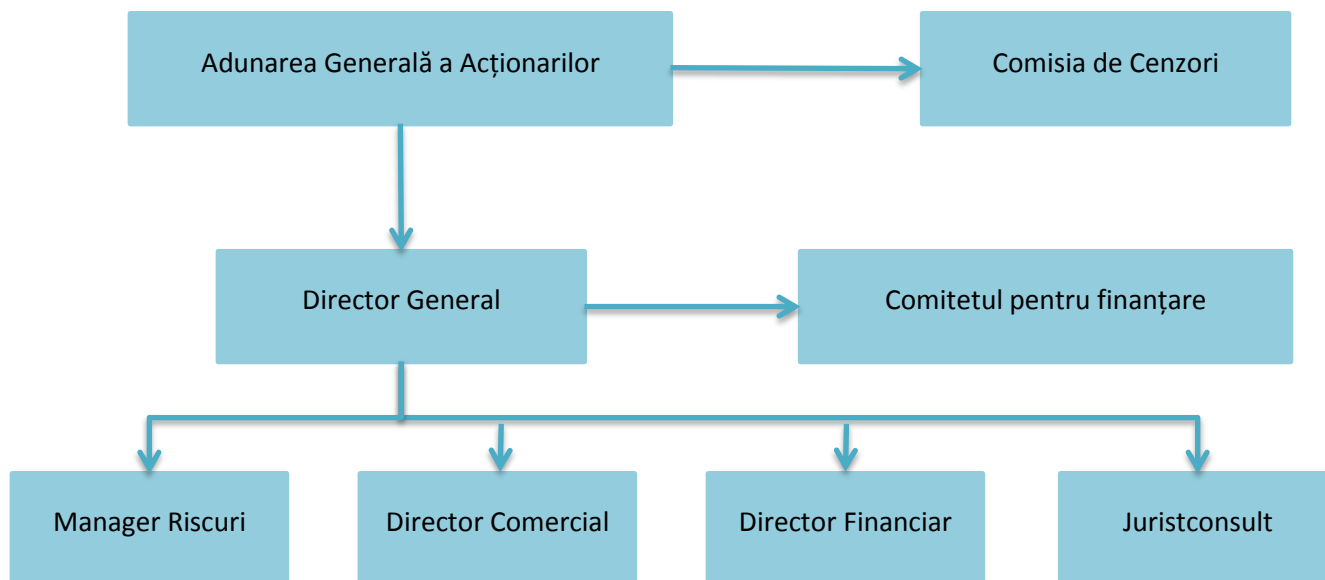 Adunarea Generală a Acționarilor
Comisia de Cenzori
Director General
Comitetul pentru finanțare
Manager Riscuri
Director Comercial
Director Financiar
Juristconsult